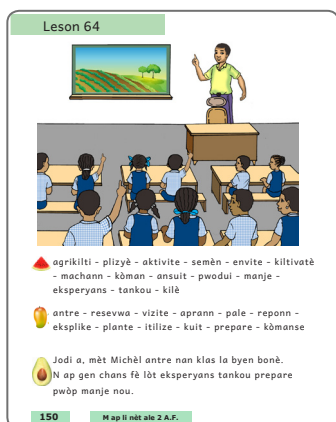 Leson 64
agrikilti - plizyè - aktivite - semèn - envite - kiltivatè
- machann - kòman - ansuit - pwodui - manje -
eksperyans - tankou - kilè
antre - resevwa - vizite - aprann - pale - reponn -
eksplike - plante - itilize - kuit - prepare - kòmanse
Jodi a, mèt Michèl antre nan klas la byen bonè.
N ap gen chans fè lòt eksperyans tankou prepare
pwòp manje nou.
150 M ap li nèt ale 2 A.F.